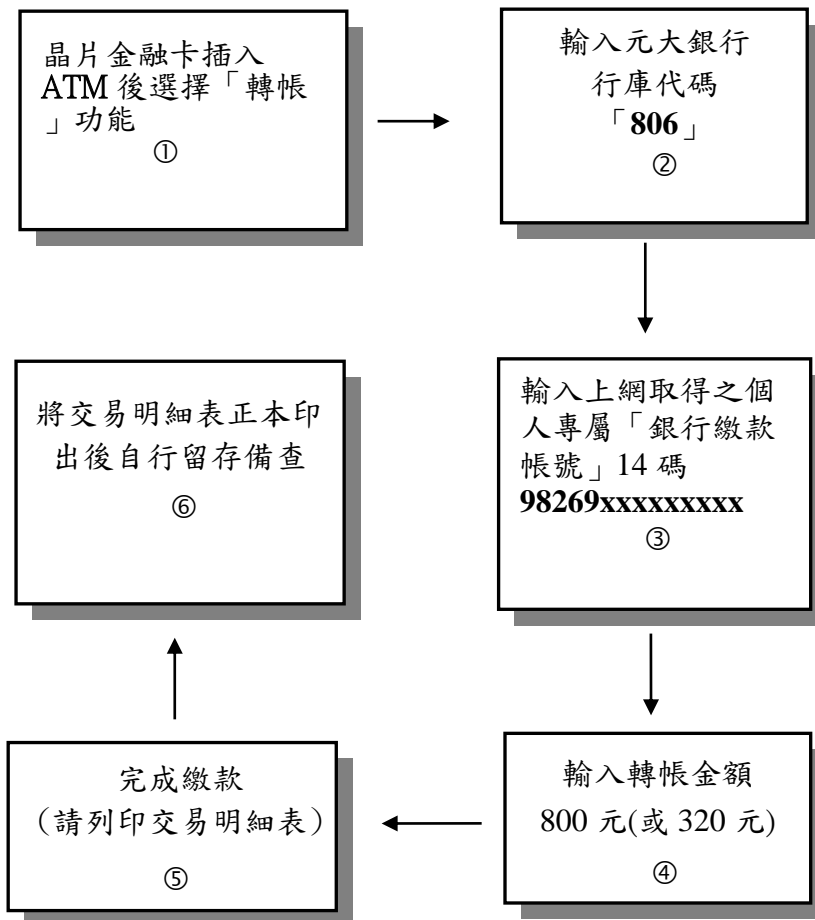 晶片金融卡插入
ATM 後選擇「轉帳
」功能
①
輸入元大銀行
行庫代碼
「806」
②
輸入上網取得之個
人專屬「銀行繳款
帳號」14 碼
98269xxxxxxxxx
③
輸入轉帳金額
800 元(或 320 元)
④
完成繳款
（請列印交易明細表）
⑤
將交易明細表正本印
出後自行留存備查
⑥